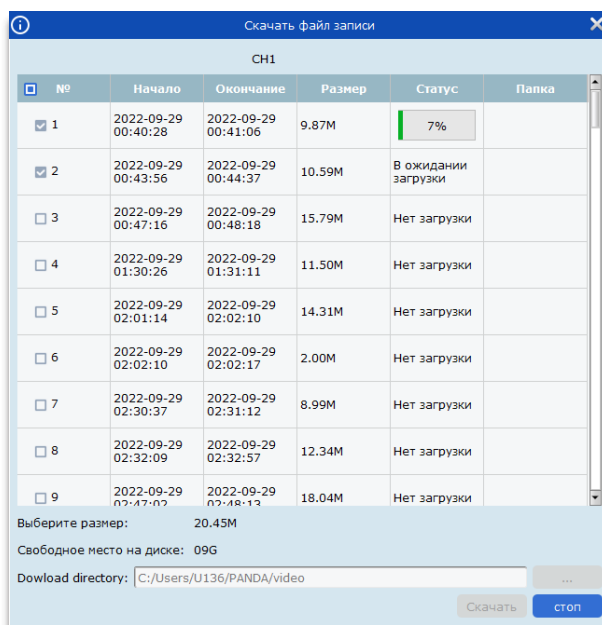 Скачать файл записи
CH1
№ Начало Окончание Размер Статус Папка
1 2022-09-29 00:40:28 2022-09-29 00:41:06 9.87M 7%
2 2022-09-29 00:43:56 2022-09-29 00:44:37 10.59M В ожидании загрузки
3 2022-09-29 00:47:16 2022-09-29 00:48:18 15.79M Нет загрузки
4 2022-09-29 01:30:26 2022-09-29 01:31:11 11.50M Нет загрузки
5 2022-09-29 02:01:14 2022-09-29 02:02:10 14.31M Нет загрузки
6 2022-09-29 02:02:10 2022-09-29 02:02:17 2.00M Нет загрузки
7 2022-09-29 02:30:37 2022-09-29 02:31:12 8.99M Нет загрузки
8 2022-09-29 02:32:09 2022-09-29 02:32:57 12.34M Нет загрузки
9 2022-09-29 02:47:02 2022-09-29 02:48:13 18.04M Нет загрузки
Выберите размер: 20.45M
Свободное место на диске: 09G
Dowload directory: C:/Users/U136/PANDA/video ...
Скачать стоп